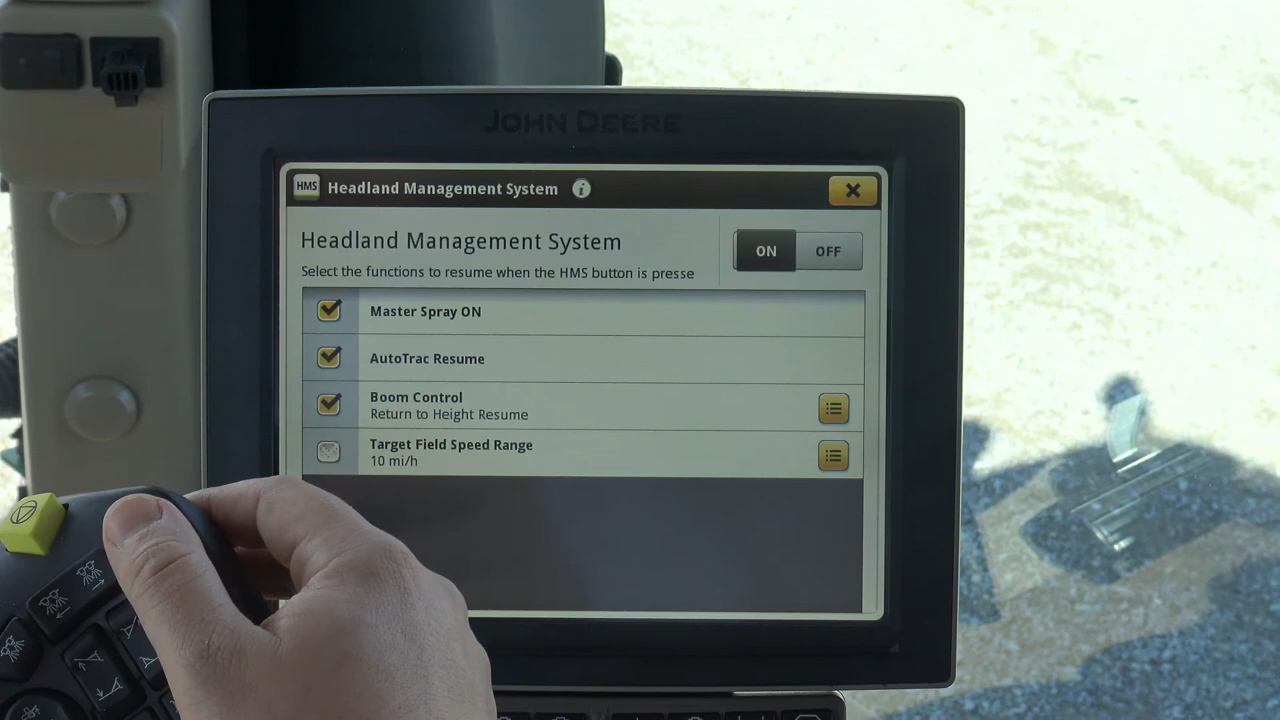 JOHN DEERE
HMS Headland Management System i
Headland Management System
ON OFF
Select the functions to resume when the HMS button is presse
Master Spray ON
AutoTrac Resume
Boom Control
Return to Height Resume
Target Field Speed Range
10 mi/h